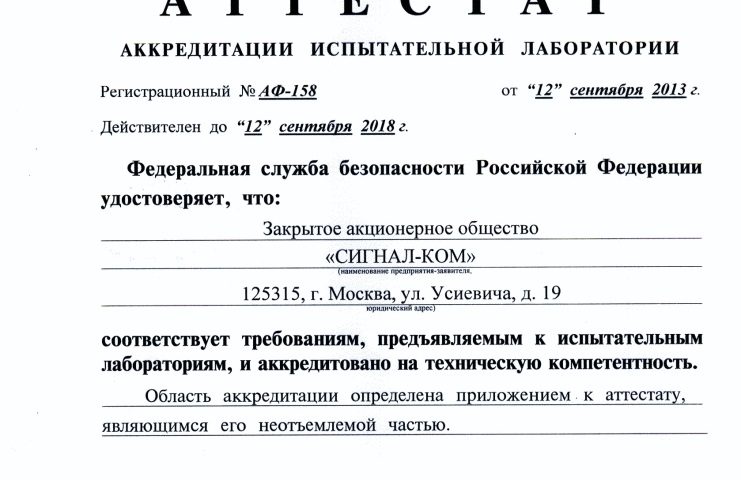 АТТЕСТАТ
АККРЕДИТАЦИИ ИСПЫТАТЕЛЬНОЙ ЛАБОРАТОРИИ
Регистрационный № АФ-158 от “12” сентября 2013 г.
Действителен до “12” сентября 2018 г.
Федеральная служба безопасности Российской Федерации
удостоверяет, что:
Закрытое акционерное общество
«СИГНАЛ-КОМ»
(наименование предприятия-заявителя,
125315, г. Москва, ул. Усиевича, д. 19
юридический адрес)
соответствует требованиям, предъявляемым к испытательным
лабораториям, и аккредитовано на техническую компетентность.
Область аккредитации определена приложением к аттестату,
являющимся его неотъемлемой частью.